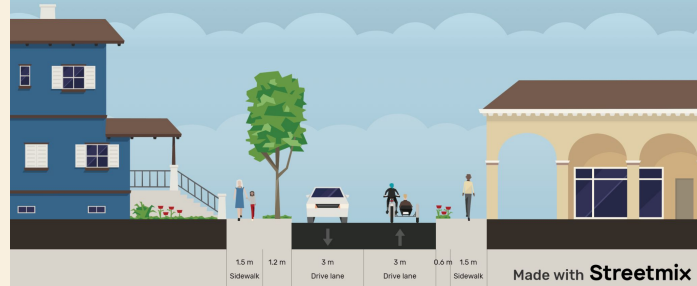 1.5 m 1.2 m 3 m 3 m 0.6 m 1.5 m
Sidewalk Drive lane Drive lane Sidewalk
Made with Streetmix